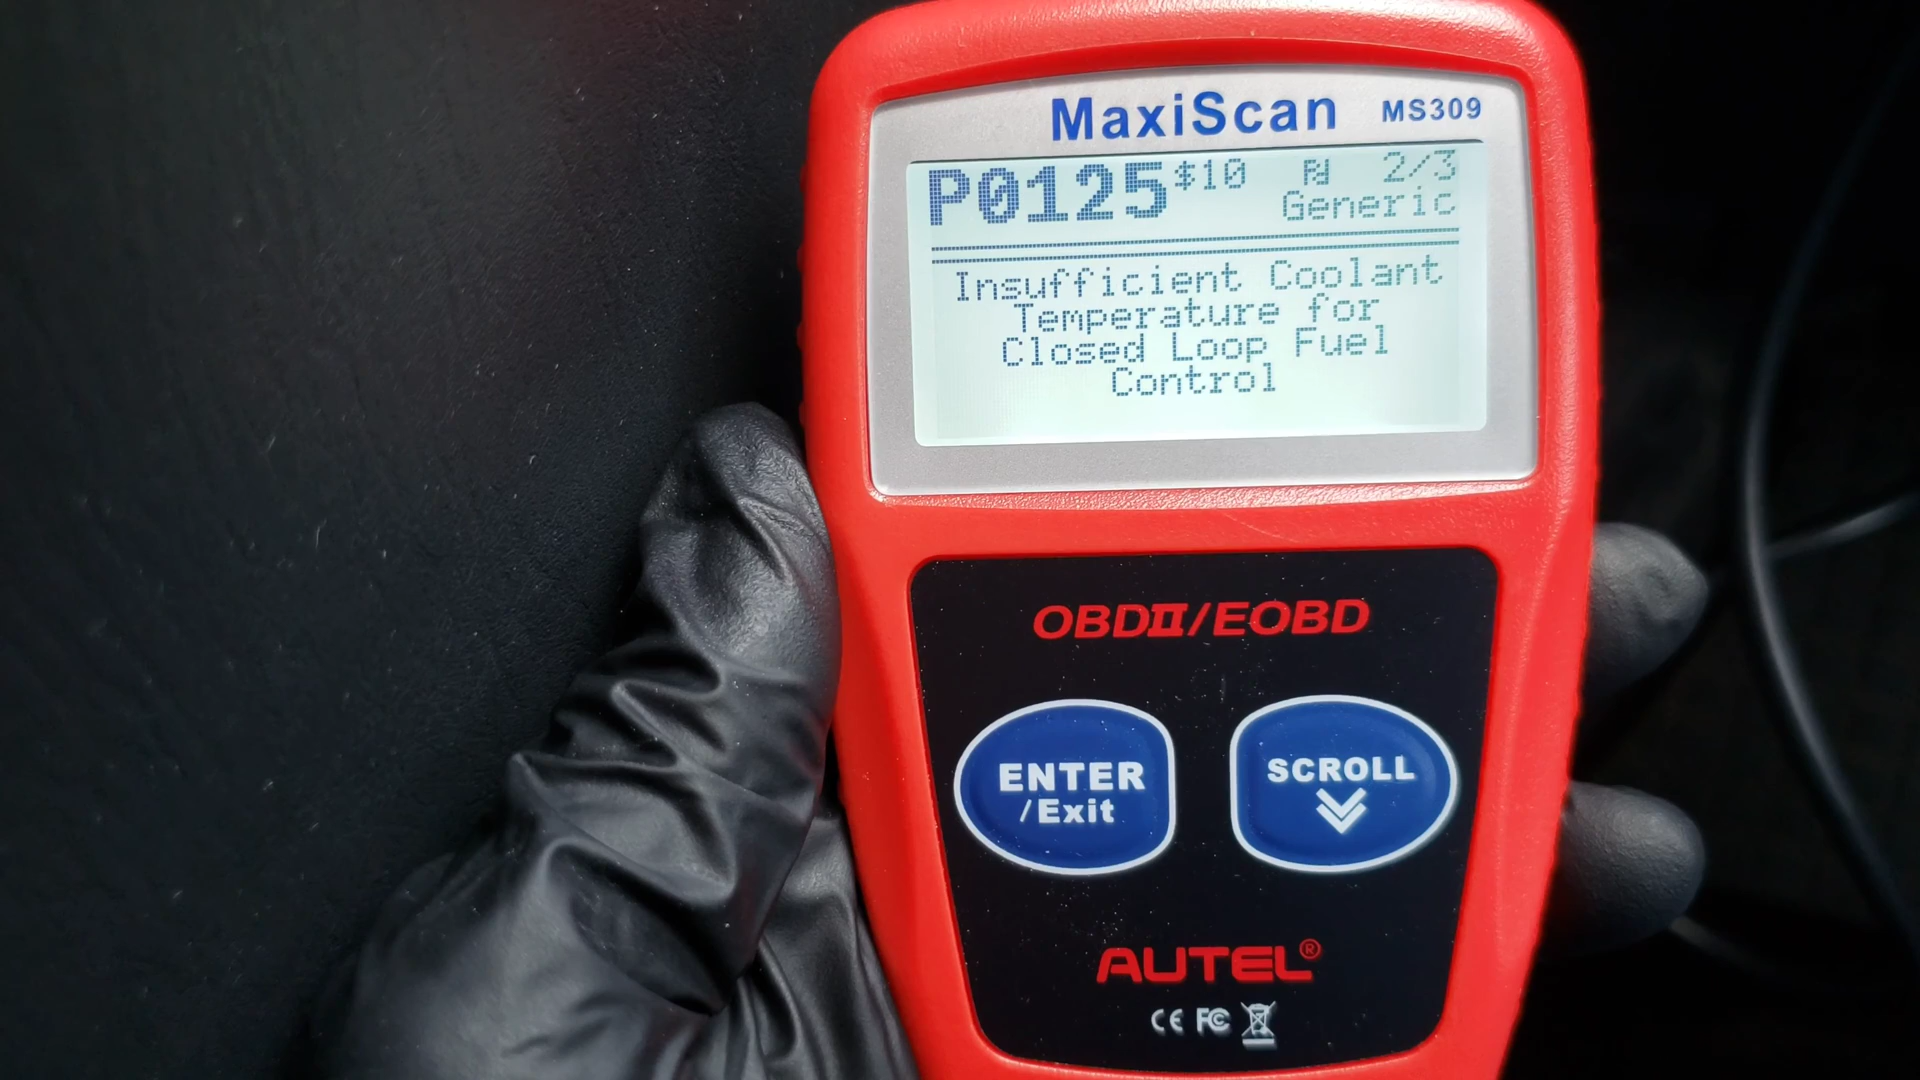 MaxiScan MS309
P0125 $10 Pd 2/3
Generic
Insufficient Coolant
Temperature for
Closed Loop Fuel
Control
OBDII/EOBD
ENTER
/Exit
SCROLL
AUTEL®
CE FC